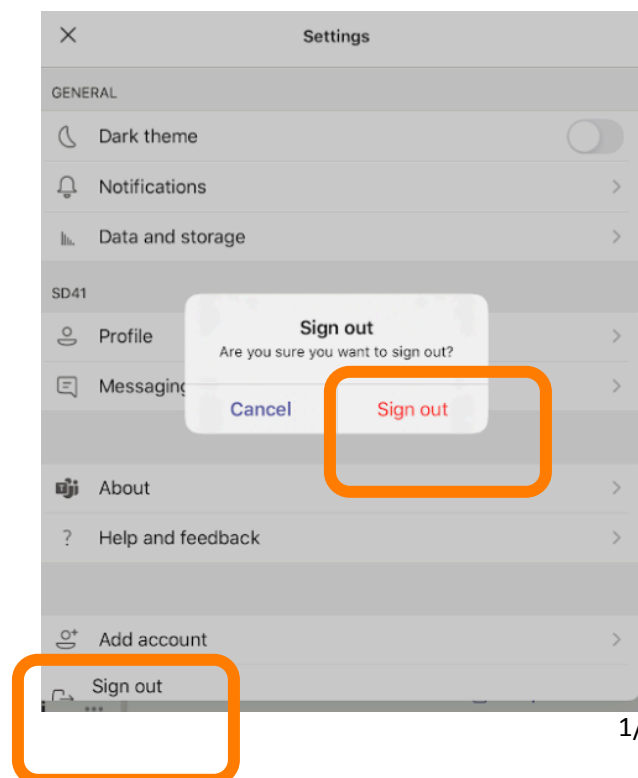 Settings
GENERAL
Dark theme
Notifications
Data and storage
SD41
Profile
Messaging
Sign out
Are you sure you want to sign out?
Cancel
Sign out
About
Help and feedback
Add account
Sign out
1/